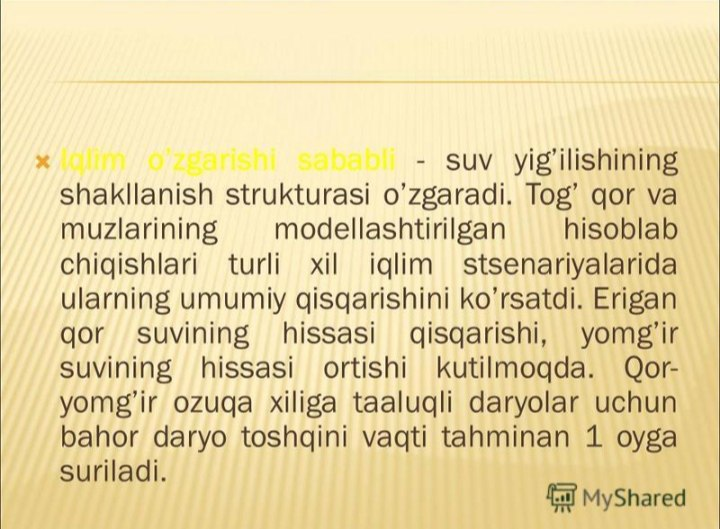 Iqlim o’zgarishi sababli - suv yig’ilishining
shakllanish strukturasi o’zgaradi. Tog’ qor va
muzlarining modellashtirilgan hisoblab
chiqishlari turli xil iqlim stsenariyalarida
ularning umumiy qisqarishini ko’rsatdi. Erigan
qor suvining hissasi qisqarishi, yomg’ir
suvining hissasi ortishi kutilmoqda. Qor-
yomg’ir ozuqa xiliga taaluqli daryolar uchun
bahor daryo toshqini vaqti tahminan 1 oyga
suriladi.
MyShared